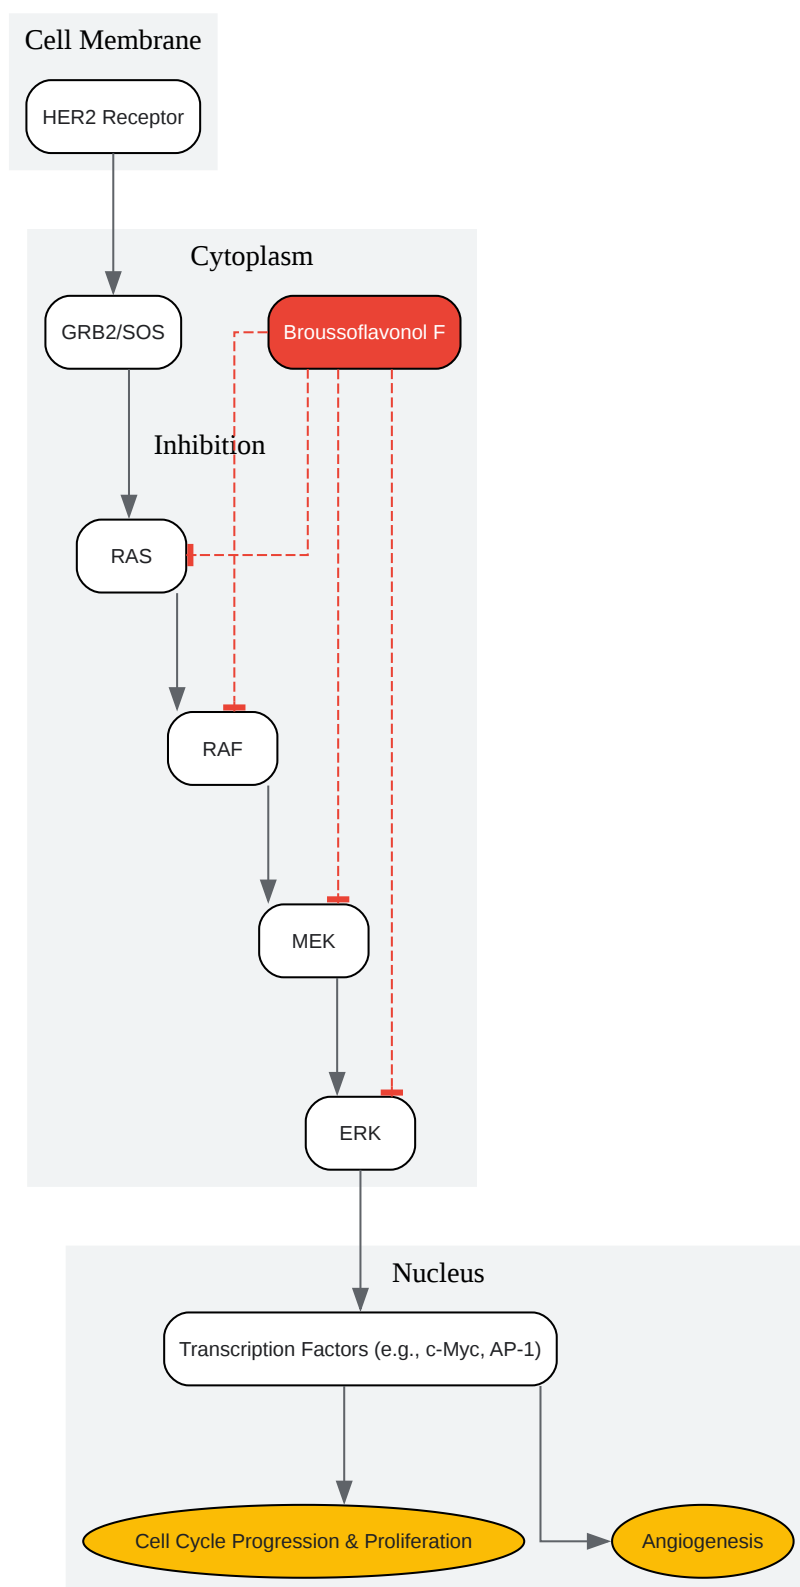 Cell Membrane
HER2 Receptor
Cytoplasm
GRB2/SOS
Broussoflavonol F
Inhibition
RAS
RAF
MEK
ERK
Nucleus
Transcription Factors (e.g., c-Myc, AP-1)
Cell Cycle Progression & Proliferation
Angiogenesis